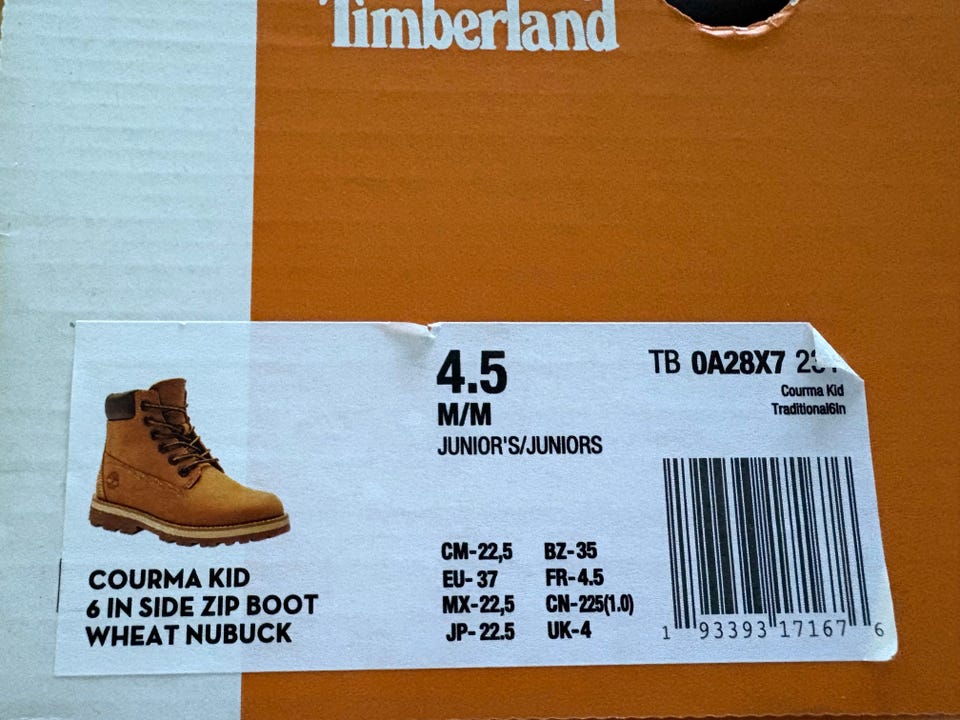 Timberland
4.5
M/M
JUNIOR'S/JUNIORS
TB 0A28X7
Courma Kid
Traditional6In
COURMA KID
6 IN SIDE ZIP BOOT
WHEAT NUBUCK
CM-22,5 BZ-35
EU-37 FR-4.5
MX-22,5 CN-225(1.0)
JP-22.5 UK-4
1 93393 17167 6